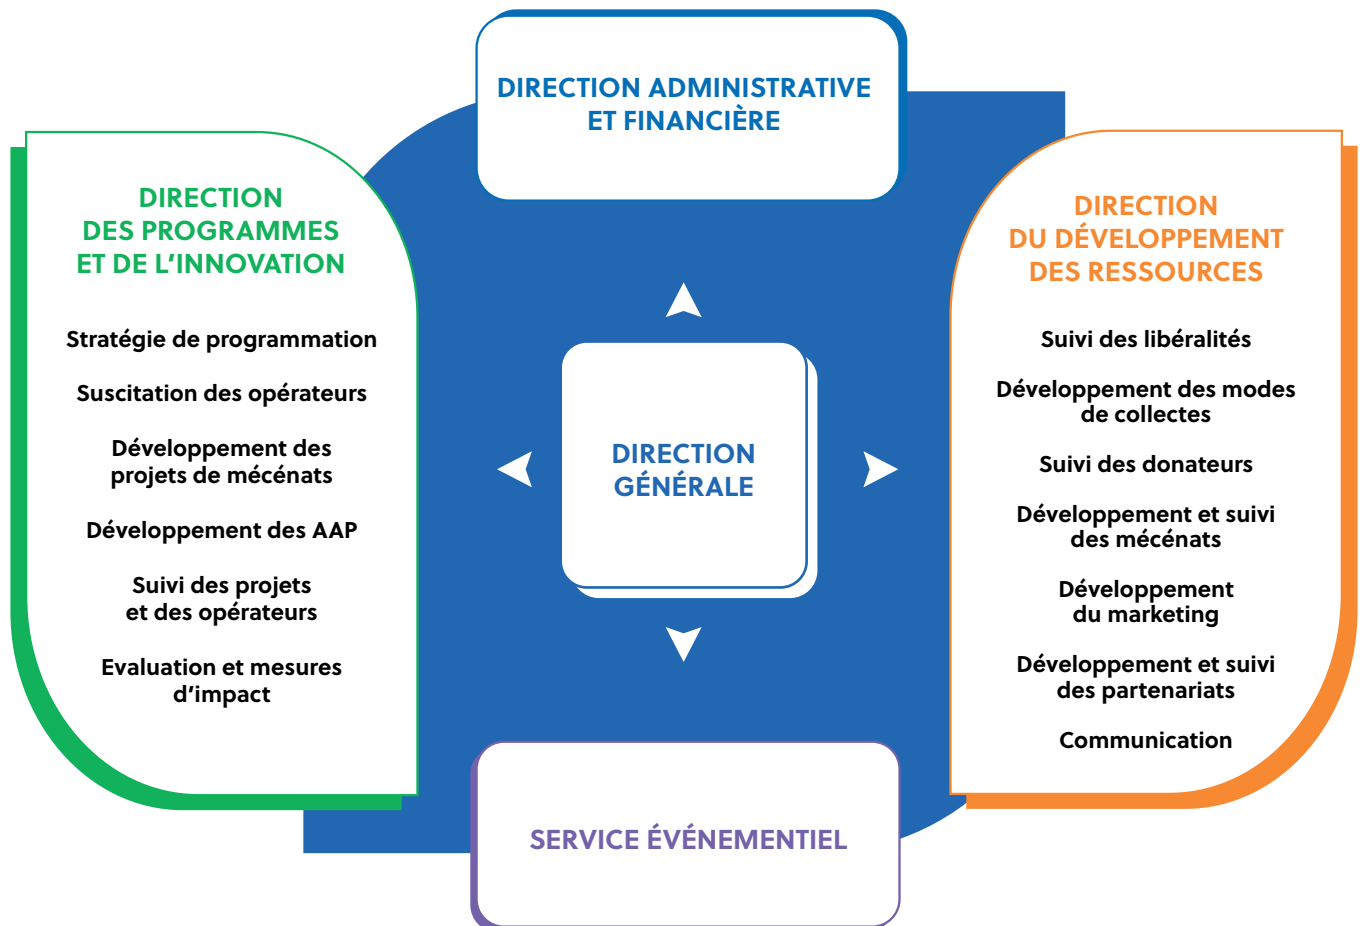 DIRECTION ADMINISTRATIVE
ET FINANCIÈRE
DIRECTION
DES PROGRAMMES
ET DE L'INNOVATION
Stratégie de programmation
Suscitation des opérateurs
Développement des
projets de mécénats
Développement des AAP
Suivi des projets
et des opérateurs
Evaluation et mesures
d'impact
DIRECTION
GÉNÉRALE
DIRECTION
DU DÉVELOPPEMENT
DES RESSOURCES
Suivi des libéralités
Développement des modes
de collectes
Suivi des donateurs
Développement et suivi
des mécénats
Développement
du marketing
Développement et suivi
des partenariats
Communication
SERVICE ÉVÉNEMENTIEL